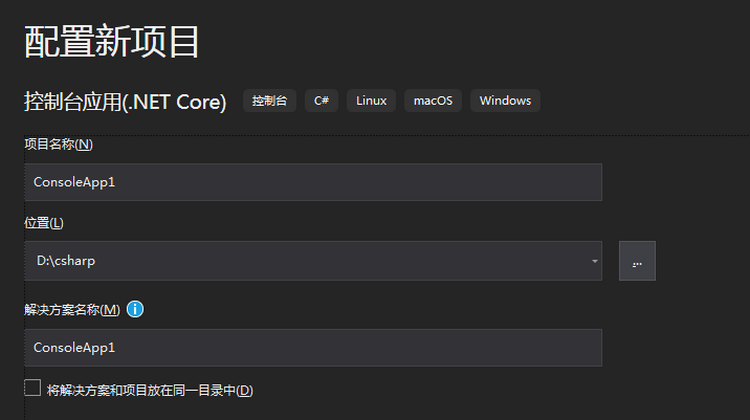 配置新项目
控制台应用(.NET Core) 控制台 C# Linux macOS Windows
项目名称(N)
ConsoleApp1
位置(L)
D:\csharp ...
解决方案名称(M) i
ConsoleApp1
将解决方案和项目放在同一目录中(D)